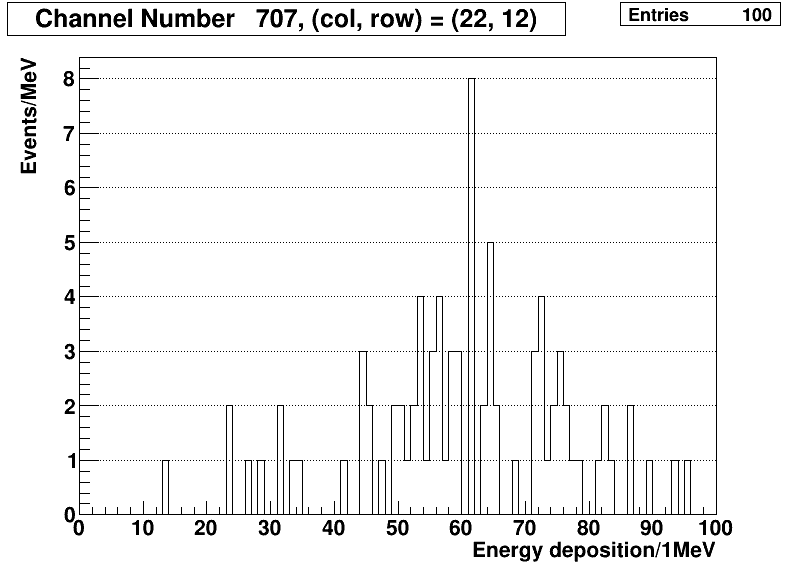 Channel Number 707, (col, row) = (22, 12)
Entries 100
Events/MeV
8
7
6
5
4
3
2
1
0
0 10 20 30 40 50 60 70 80 90 100
Energy deposition/1MeV